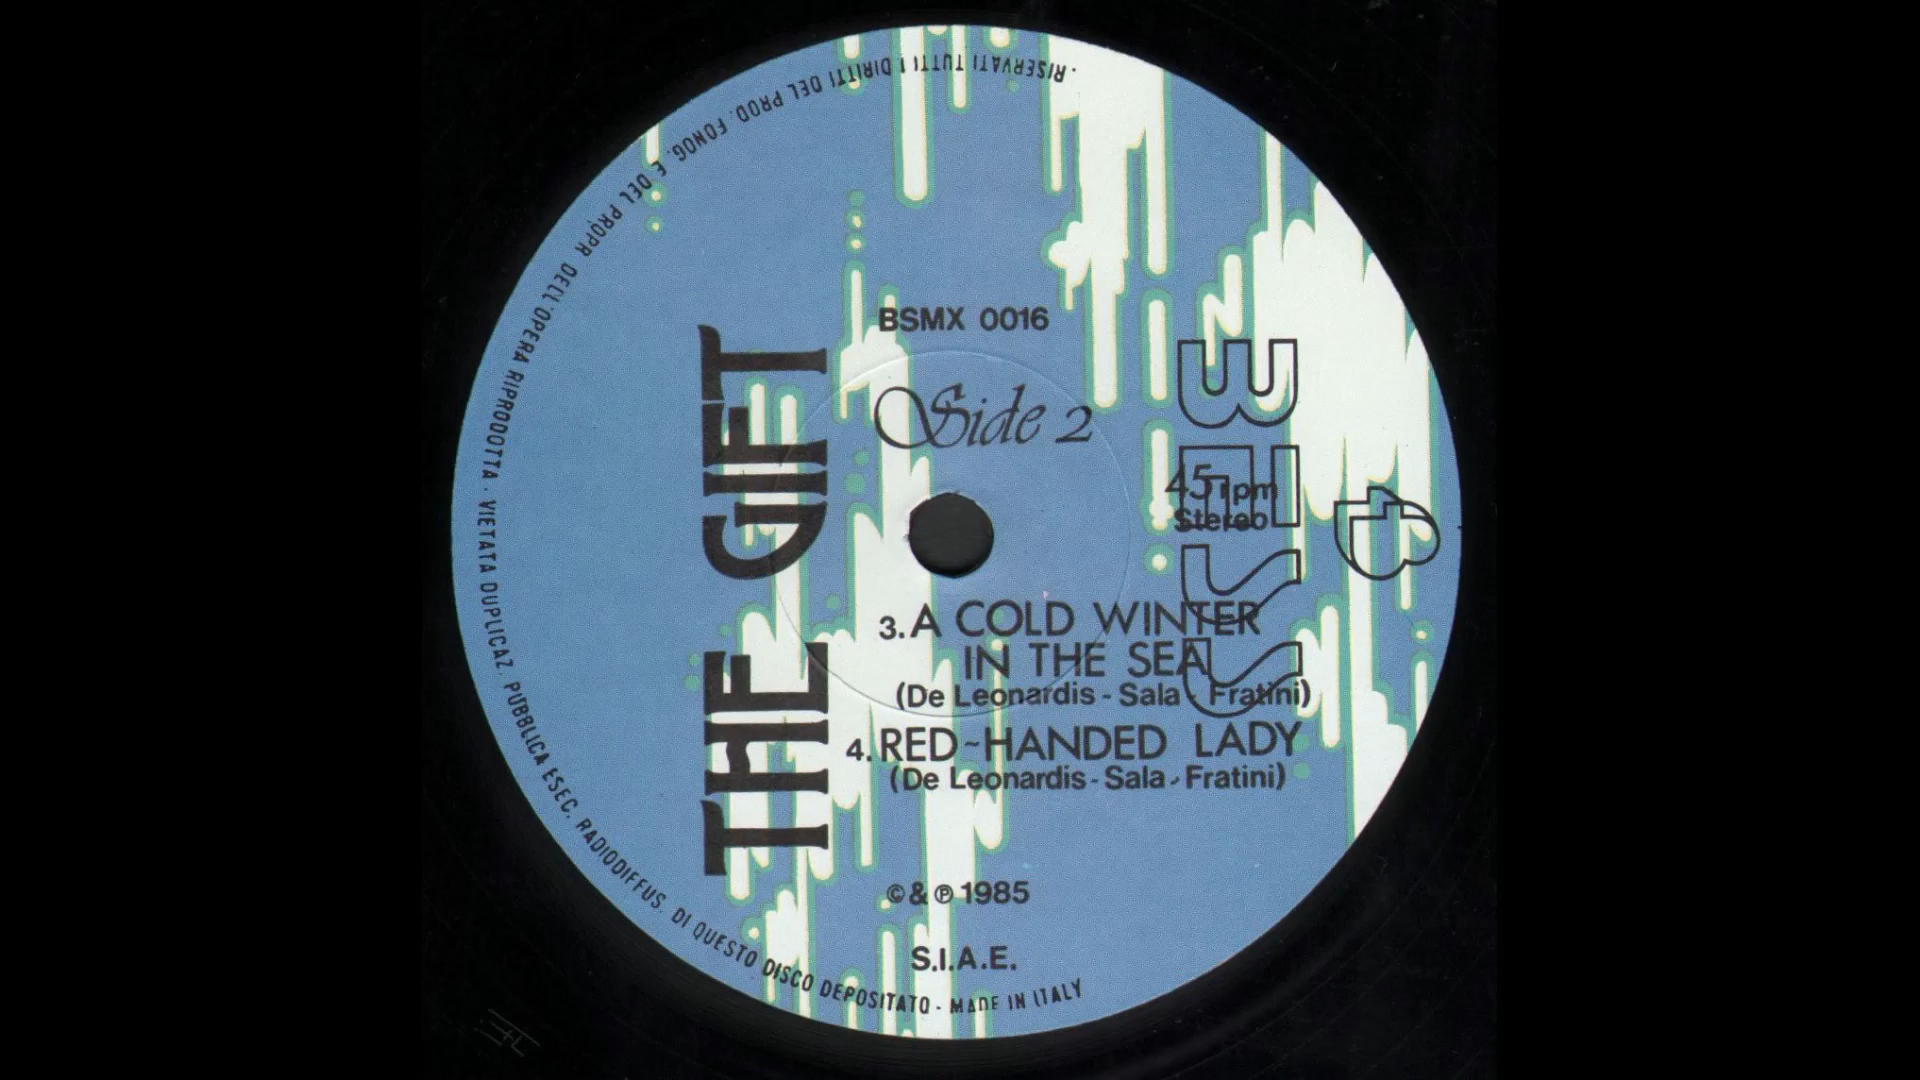 BSMX 0016
Side 2
THE GIFT
BESS
45 rpm
Stereo
3. A COLD WINTER
IN THE SEA
(De Leonardis - Sala - Fratini)
4. RED-HANDED LADY
(De Leonardis - Sala - Fratini)
© & ℗ 1985
S.I.A.E.
· RISERVATI TUTTI I DIRITTI DEL PROD. FONOG. E DEL PROPR. DELL'OPERA RIPRODOTTA · VIETATA DUPLICAZ. PUBBLICA ESEC. RADIODIFFUS. DI QUESTO DISCO DEPOSITATO - MADE IN ITALY